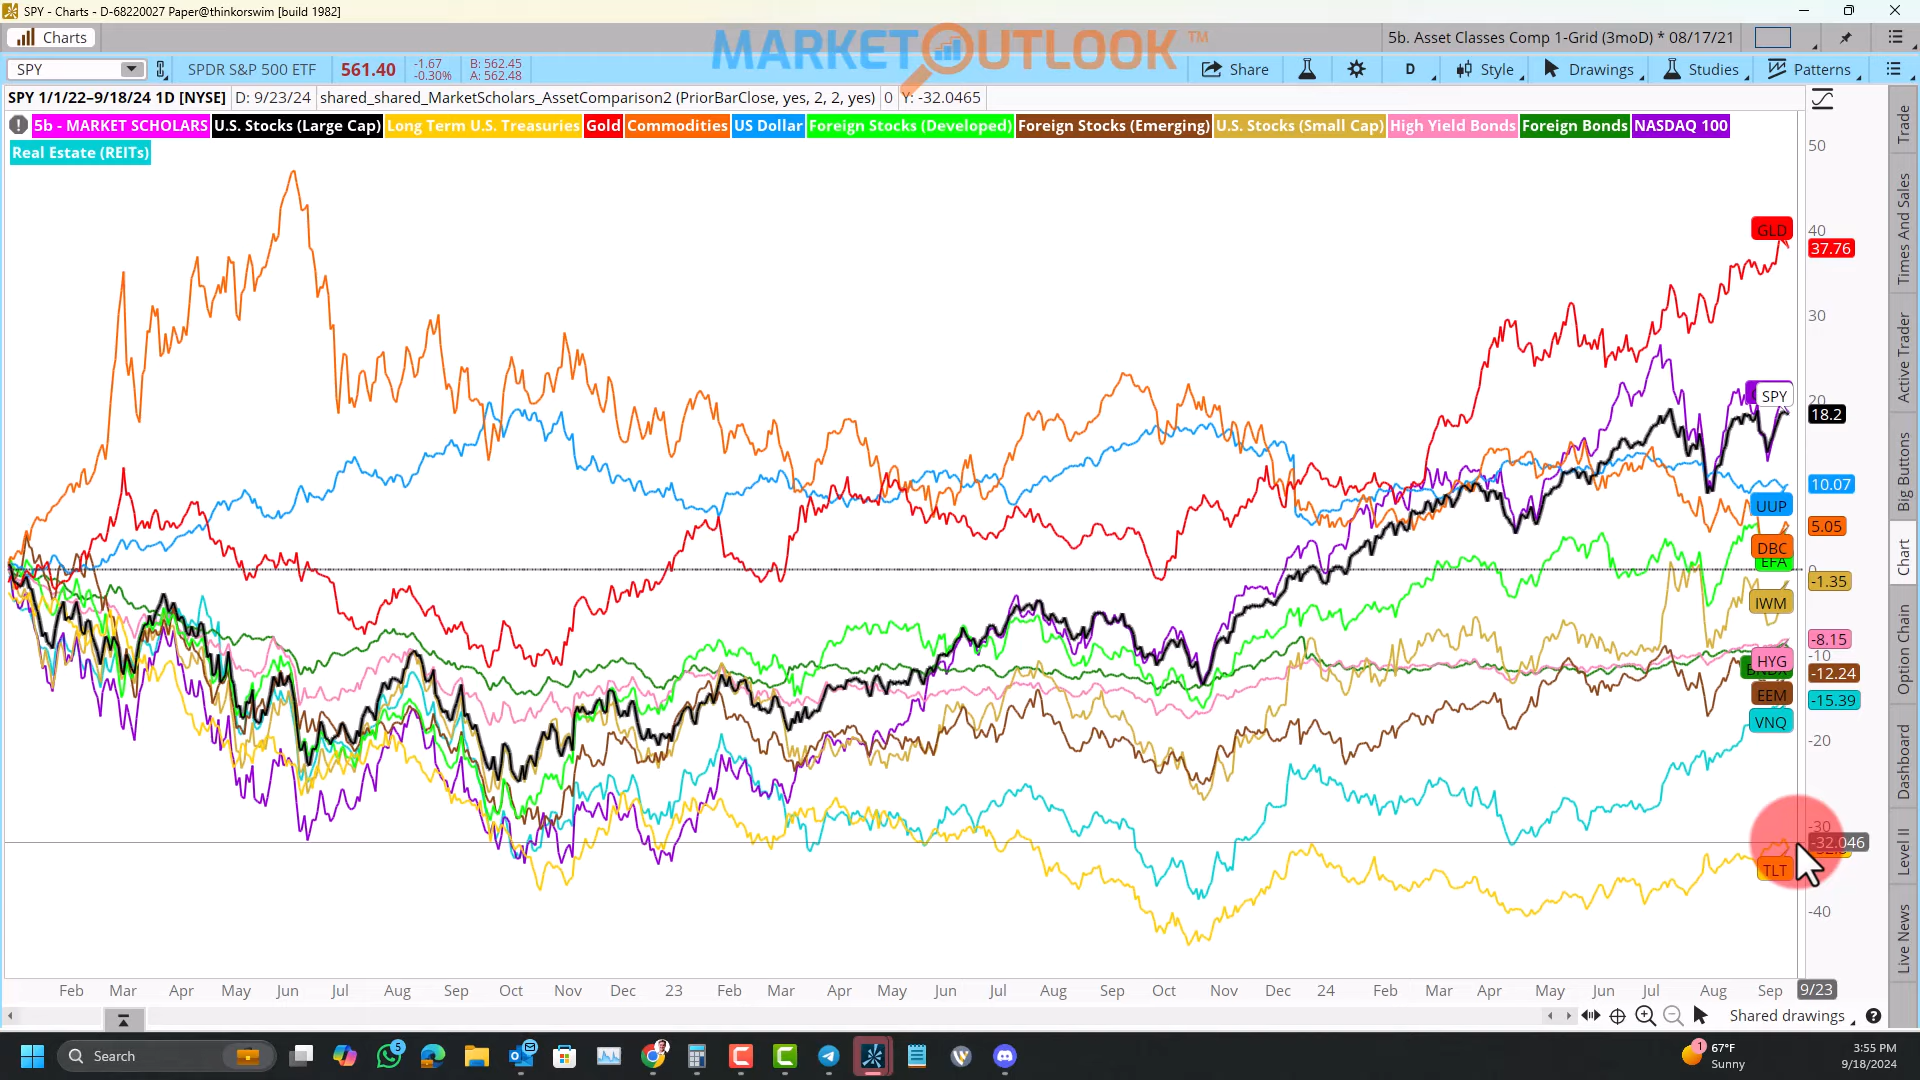 SPY - Charts - D-68220027 Paper@thinkorswim [build 1982]
Charts
MARKET OUTLOOK ™
5b. Asset Classes Comp 1-Grid (3moD) * 08/17/21
SPY SPDR S&P 500 ETF 561.40 -1.67 B: 562.45
-0.30% A: 562.48
Share D Style Drawings Studies Patterns
SPY 1/1/22–9/18/24 1D [NYSE] D: 9/23/24 shared_shared_MarketScholars_AssetComparison2 (PriorBarClose, yes, 2, 2, yes) 0 Y: -32.0465
5b - MARKET SCHOLARS U.S. Stocks (Large Cap) Long Term U.S. Treasuries Gold Commodities US Dollar Foreign Stocks (Developed) Foreign Stocks (Emerging) U.S. Stocks (Small Cap) High Yield Bonds Foreign Bonds NASDAQ 100
Real Estate (REITs)
50
GLD 40
37.76
30
SPY 20
18.2
10.07
UUP
5.05
DBC
EFA 0
-1.35
IWM
-8.15
HYG -10
BNDX -12.24
EEM
-15.39
VNQ
-20
-30
-32.046
TLT
-40
Feb Mar Apr May Jun Jul Aug Sep Oct Nov Dec 23 Feb Mar Apr May Jun Jul Aug Sep Oct Nov Dec 24 Feb Mar Apr May Jun Jul Aug Sep 9/23
Shared drawings
Trade
Times And Sales
Active Trader
Big Buttons
Chart
Option Chain
Dashboard
Level II
Live News
Search
5
1
67°F
Sunny
3:55 PM
9/18/2024